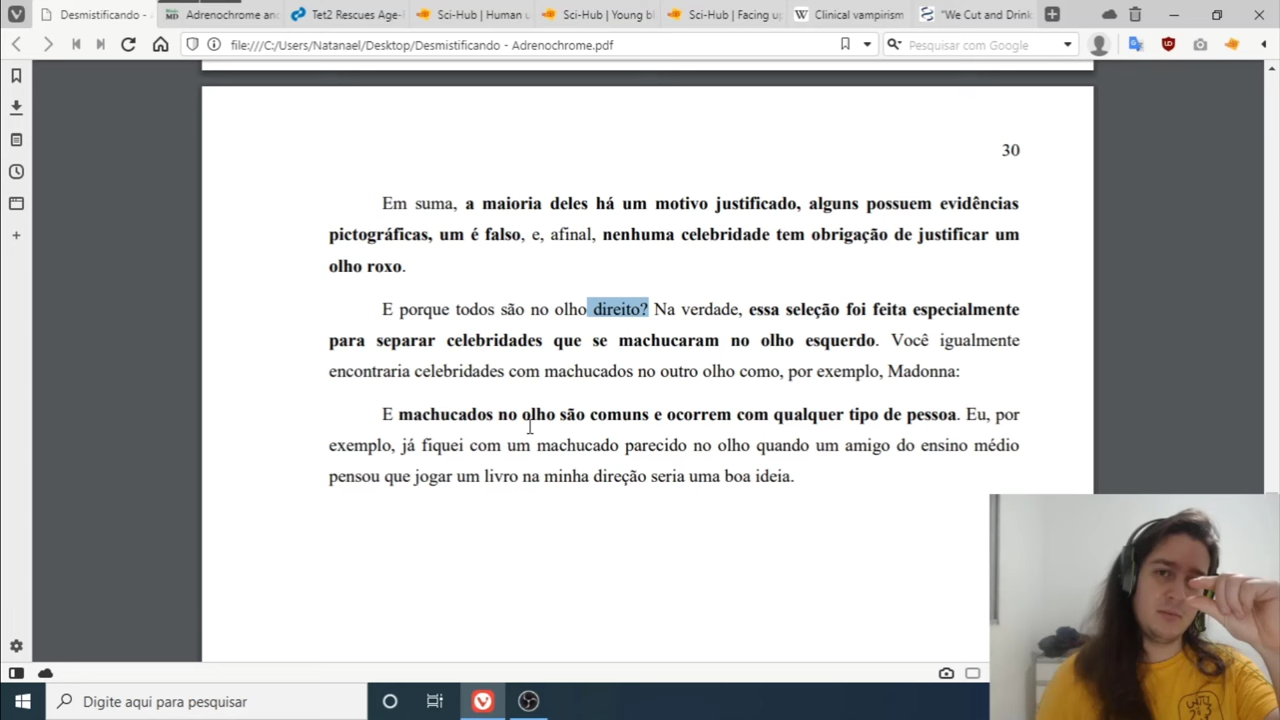 Desmistificando -
Adrenochrome and
Tet2 Rescues Age-
Sci-Hub | Human u
Sci-Hub | Young bl
Sci-Hub | Facing up
Clinical vampirism
"We Cut and Drink
file:///C:/Users/Natanael/Desktop/Desmistificando - Adrenochrome.pdf
Pesquisar com Google
30
Em suma, a maioria deles há um motivo justificado, alguns possuem evidências
pictográficas, um é falso, e, afinal, nenhuma celebridade tem obrigação de justificar um
olho roxo.
E porque todos são no olho direito? Na verdade, essa seleção foi feita especialmente
para separar celebridades que se machucaram no olho esquerdo. Você igualmente
encontraria celebridades com machucados no outro olho como, por exemplo, Madonna:
E machucados no olho são comuns e ocorrem com qualquer tipo de pessoa. Eu, por
exemplo, já fiquei com um machucado parecido no olho quando um amigo do ensino médio
pensou que jogar um livro na minha direção seria uma boa ideia.
Digite aqui para pesquisar